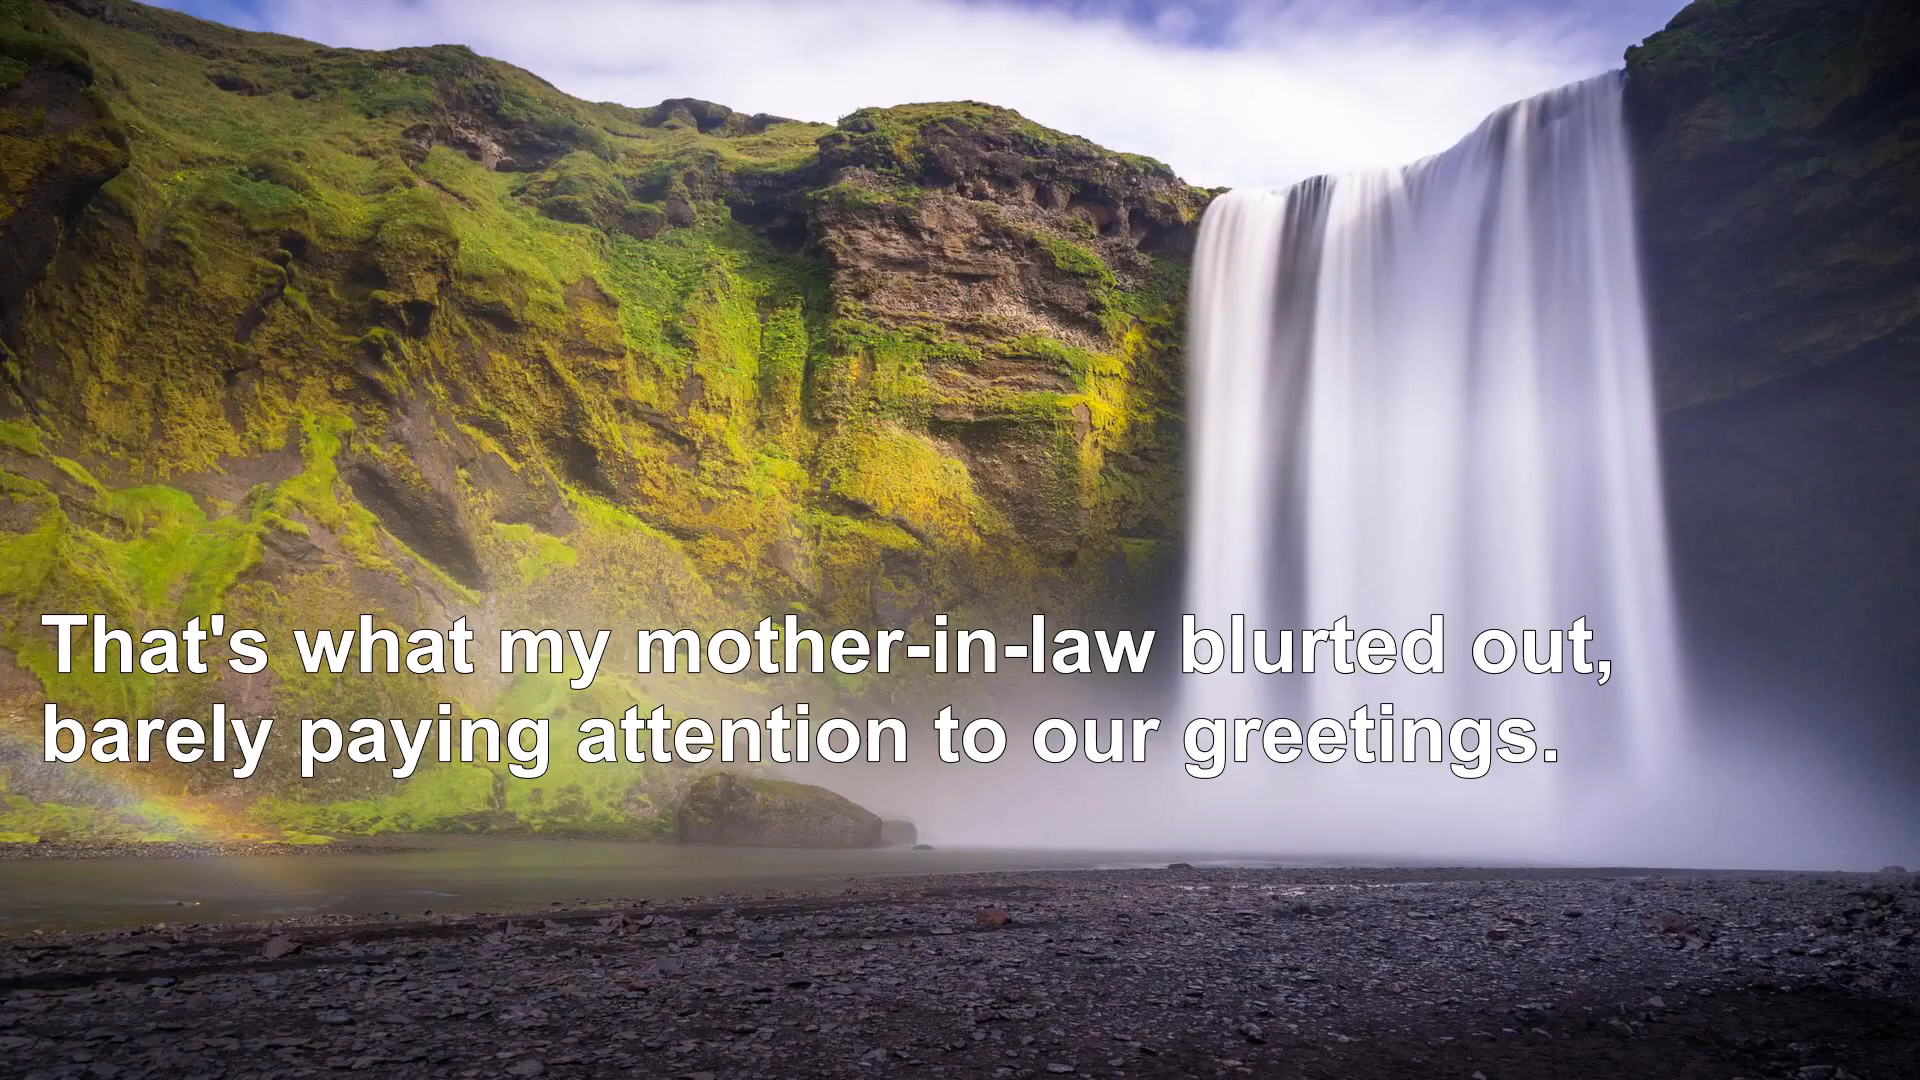 That's what my mother-in-law blurted out,
barely paying attention to our greetings.